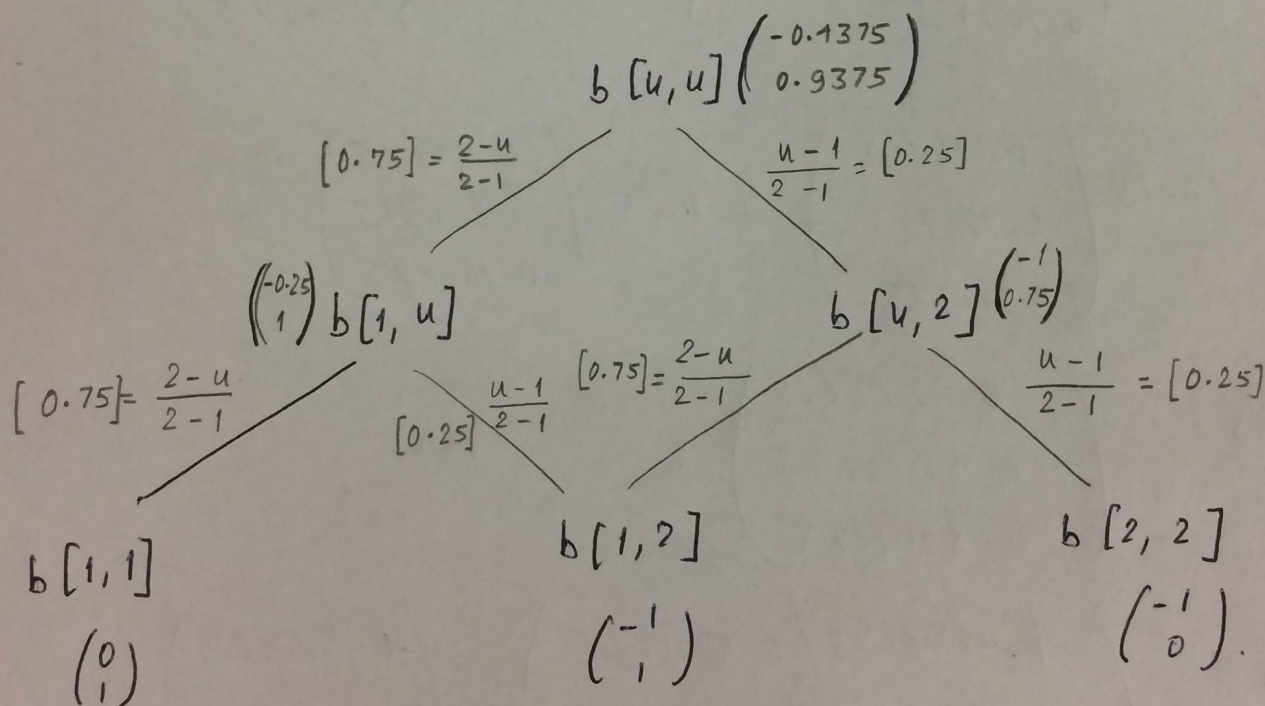 b [u, u] (-0.4375
0.9375)
[0.75] = 2-u / 2-1
u-1 / 2-1 = [0.25]
(-0.25
1) b[1, u]
b [u, 2] (-1
0.75)
[0.75] = 2-u / 2-1
[0.25] u-1 / 2-1
[0.75] = 2-u / 2-1
u-1 / 2-1 = [0.25]
b [1, 1]
b [1, 2]
b [2, 2]
(0
1)
(-1
1)
(-1
0).